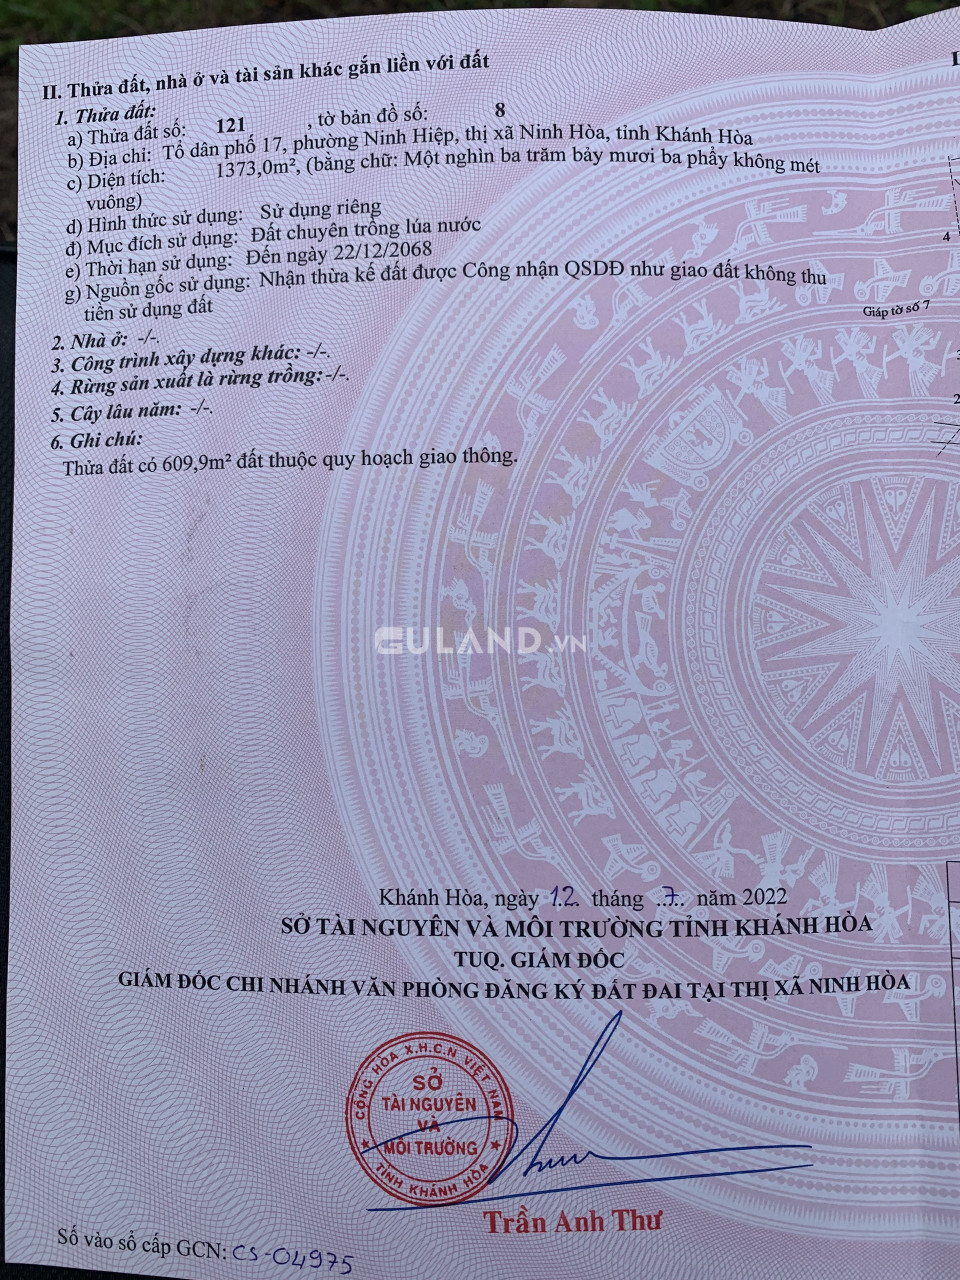 II. Thửa đất, nhà ở và tài sản khác gắn liền với đất
1. Thửa đất:
a) Thửa đất số: 121 , tờ bản đồ số: 8
b) Địa chỉ: Tổ dân phố 17, phường Ninh Hiệp, thị xã Ninh Hòa, tỉnh Khánh Hòa
c) Diện tích: 1373,0m², (bằng chữ: Một nghìn ba trăm bảy mươi ba phẩy không mét
vuông)
d) Hình thức sử dụng: Sử dụng riêng
đ) Mục đích sử dụng: Đất chuyên trồng lúa nước
e) Thời hạn sử dụng: Đến ngày 22/12/2068
g) Nguồn gốc sử dụng: Nhận thừa kế đất được Công nhận QSDĐ như giao đất không thu
tiền sử dụng đất
2. Nhà ở: -/-.
3. Công trình xây dựng khác: -/-.
4. Rừng sản xuất là rừng trồng:-/-.
5. Cây lâu năm: -/-.
6. Ghi chú:
Thửa đất có 609,9m² đất thuộc quy hoạch giao thông.
4
Giáp tờ số 7
GULAND.VN
Khánh Hòa, ngày 12 tháng 7 năm 2022
SỞ TÀI NGUYÊN VÀ MÔI TRƯỜNG TỈNH KHÁNH HÒA
TUQ. GIÁM ĐỐC
GIÁM ĐỐC CHI NHÁNH VĂN PHÒNG ĐĂNG KÝ ĐẤT ĐAI TẠI THỊ XÃ NINH HÒA
CỘNG HÒA X.H.C.N VIỆT NAM
SỞ
TÀI NGUYÊN
VÀ
MÔI TRƯỜNG
TỈNH KHÁNH HÒA
Trần Anh Thư
Số vào sổ cấp GCN: CS-04975